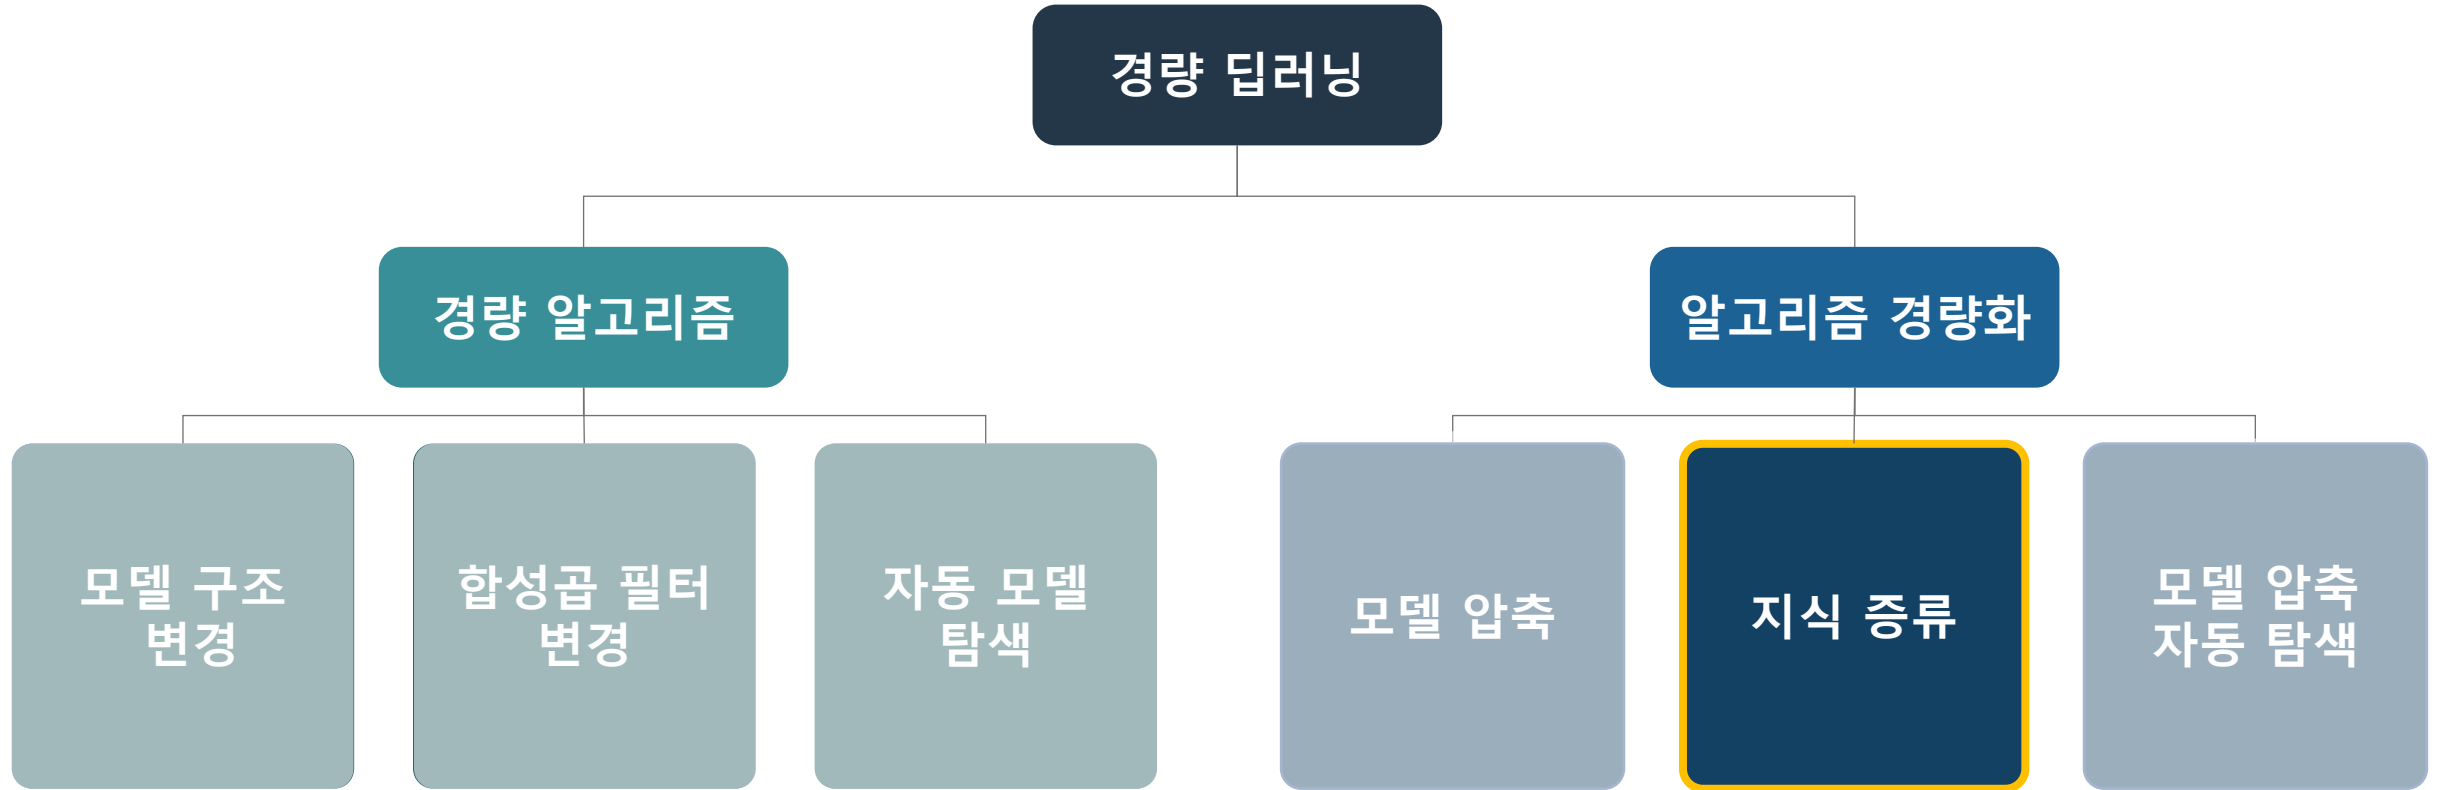 경량 딥러닝
경량 알고리즘
알고리즘 경량화
모델 구조
변경
합성곱 필터
변경
자동 모델
탐색
모델 압축
지식 증류
모델 압축
자동 탐색